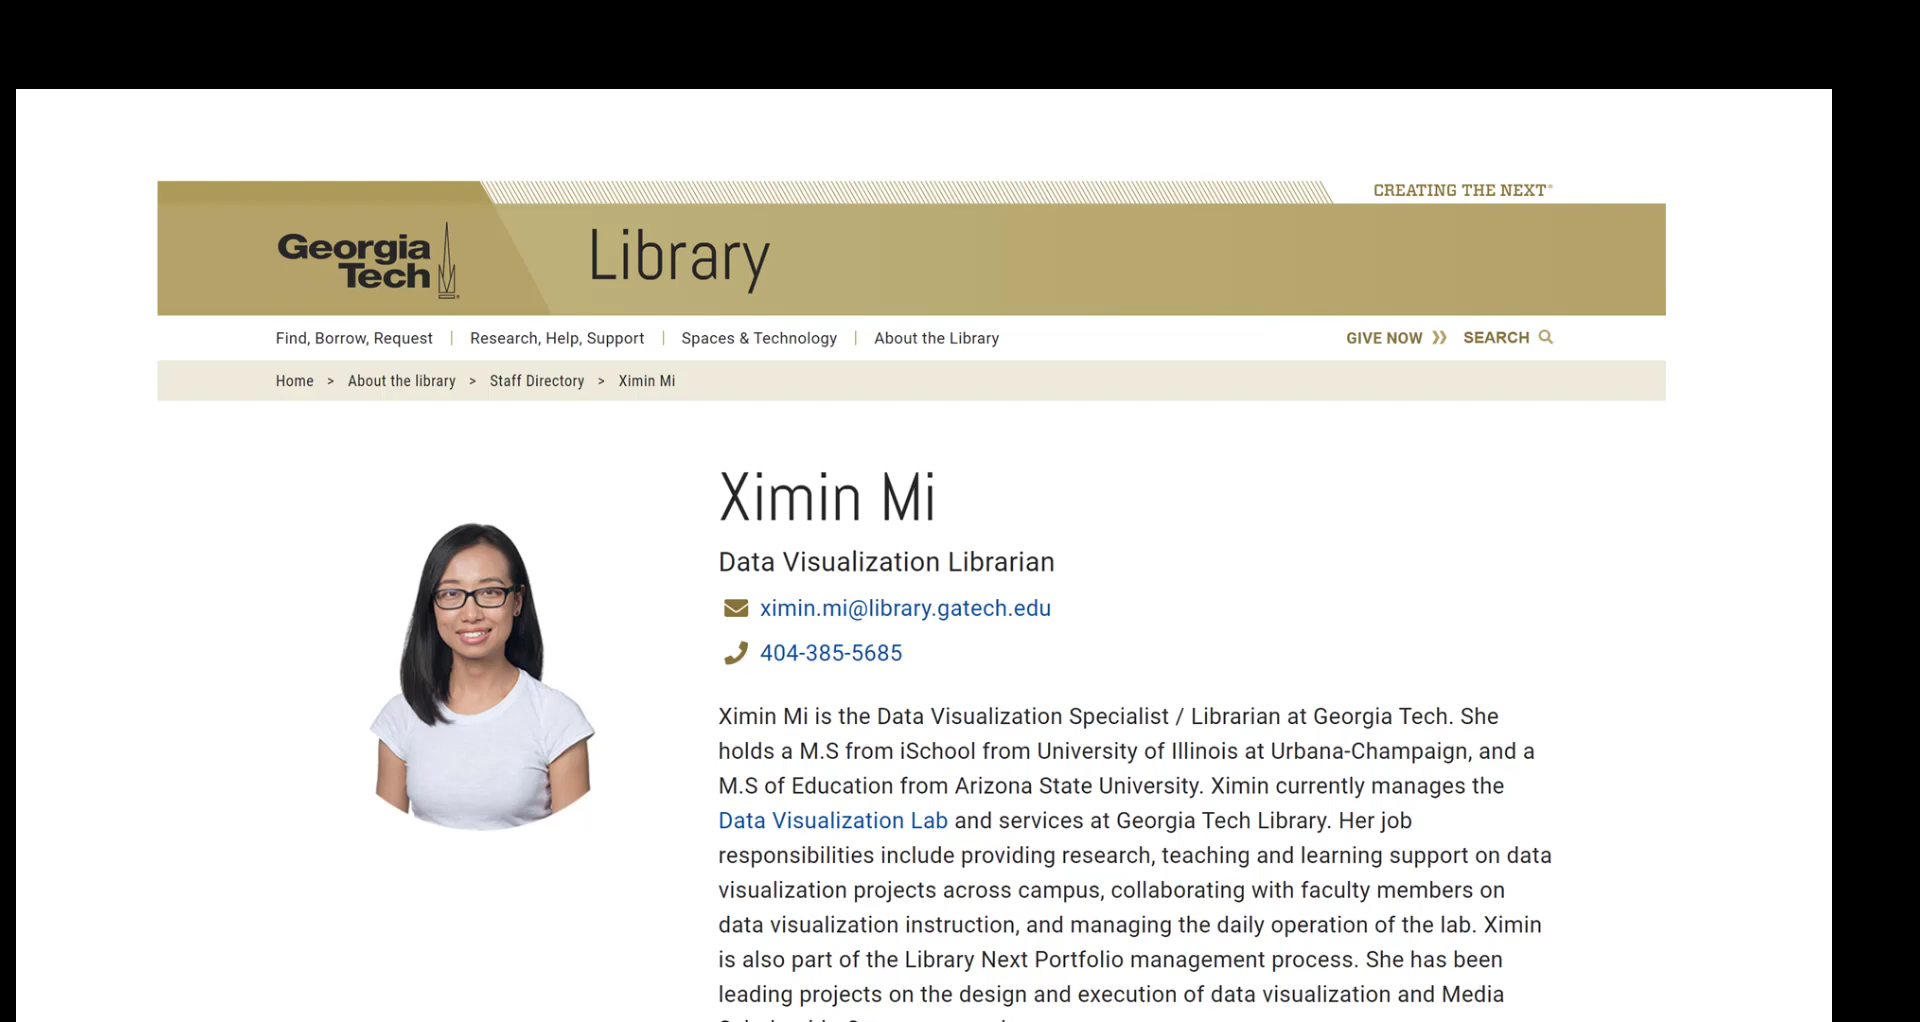 CREATING THE NEXT®
Georgia
Tech
Library
Find, Borrow, Request | Research, Help, Support | Spaces & Technology | About the Library
GIVE NOW SEARCH
Home > About the library > Staff Directory > Ximin Mi
Ximin Mi
Data Visualization Librarian
ximin.mi@library.gatech.edu
404-385-5685
Ximin Mi is the Data Visualization Specialist / Librarian at Georgia Tech. She
holds a M.S from iSchool from University of Illinois at Urbana-Champaign, and a
M.S of Education from Arizona State University. Ximin currently manages the
Data Visualization Lab and services at Georgia Tech Library. Her job
responsibilities include providing research, teaching and learning support on data
visualization projects across campus, collaborating with faculty members on
data visualization instruction, and managing the daily operation of the lab. Ximin
is also part of the Library Next Portfolio management process. She has been
leading projects on the design and execution of data visualization and Media